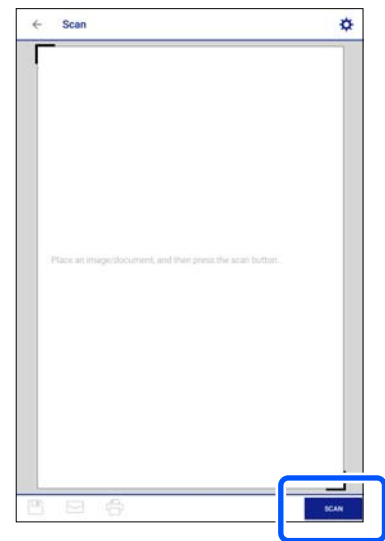 Scan
Place an image/document, and then press the scan button.
SCAN